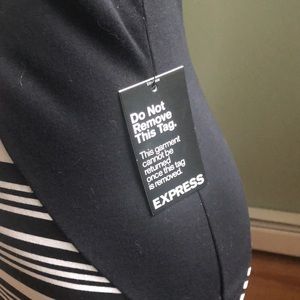 Do Not
Remove
This Tag.
This garment
cannot be
returned
once this tag
is removed.
EXPRESS